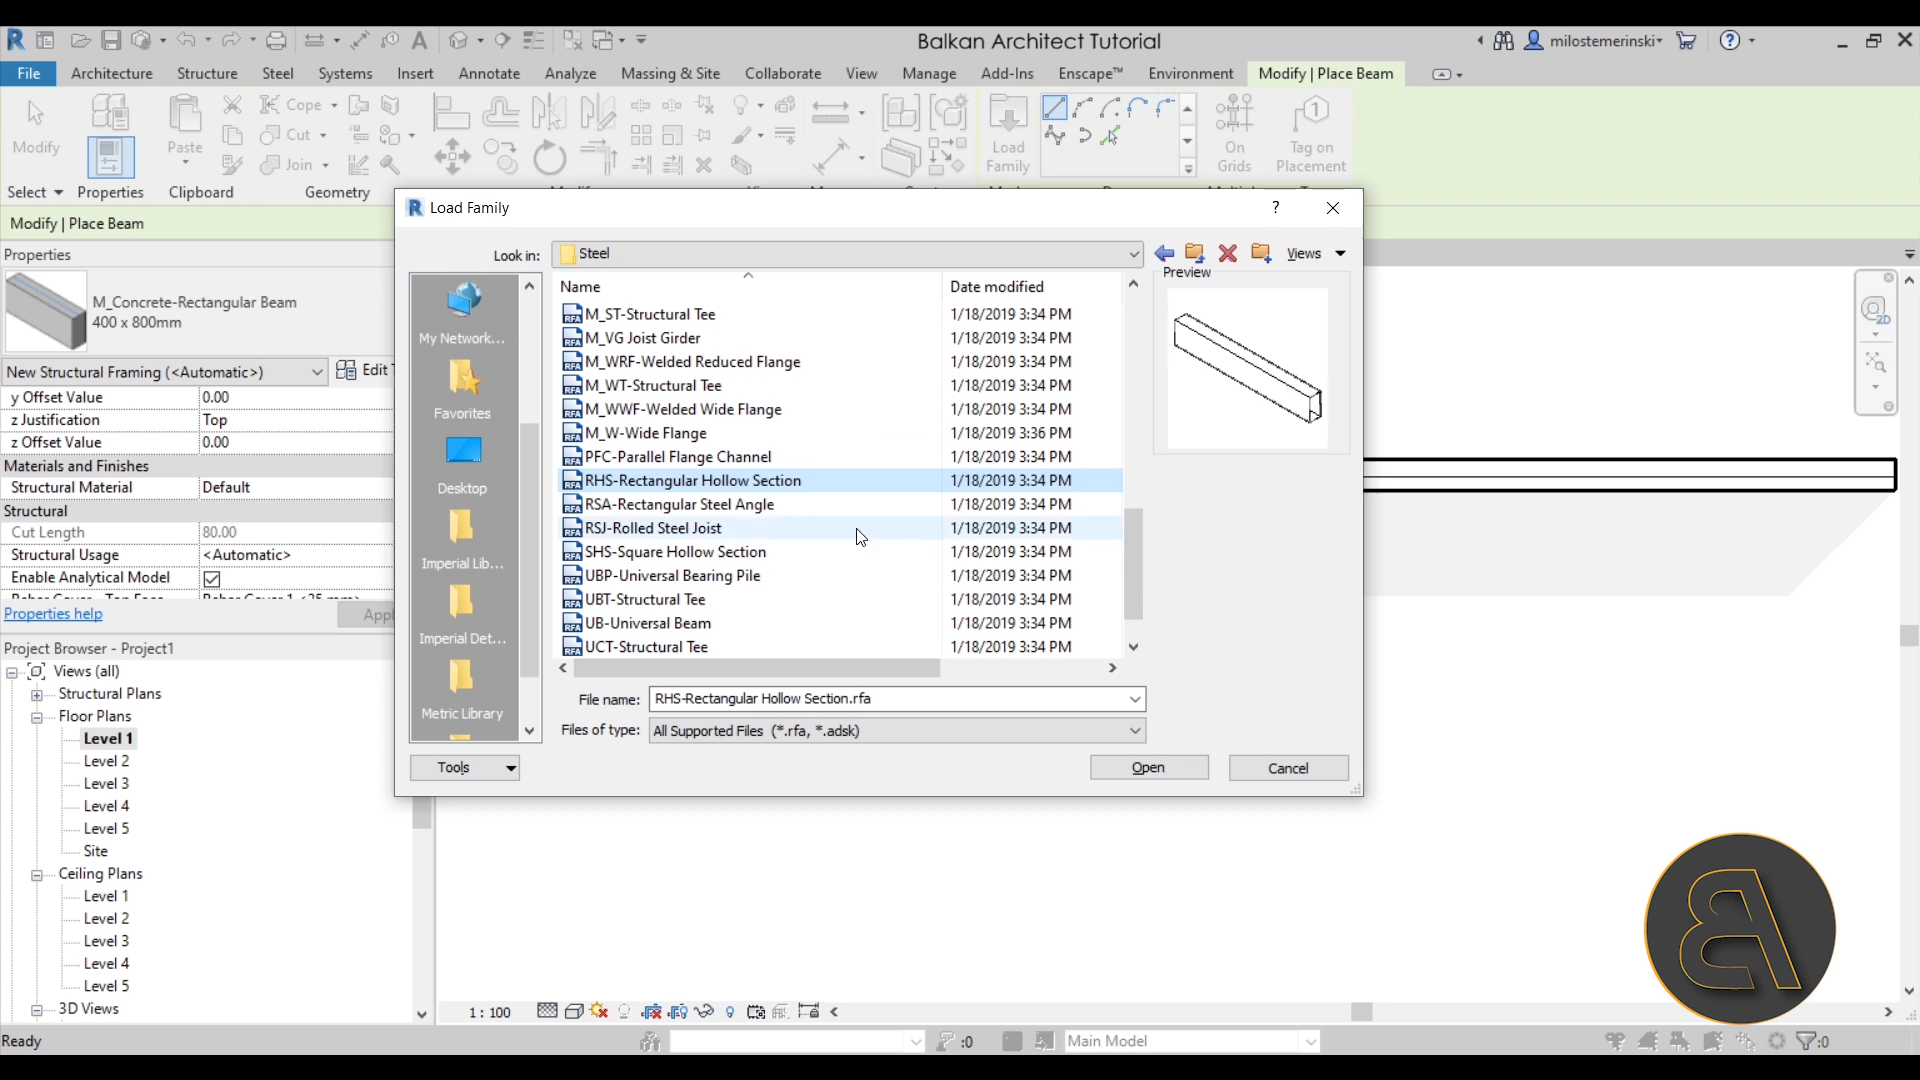 Balkan Architect Tutorial
milostemerinski
File Architecture Structure Steel Systems Insert Annotate Analyze Massing & Site Collaborate View Manage Add-Ins Enscape™ Environment Modify | Place Beam
Modify
Paste
Cope
Cut
Join
Load
Family
On
Grids
Tag on
Placement
Select Properties Clipboard Geometry
Modify | Place Beam
Properties
M_Concrete-Rectangular Beam
400 x 800mm
New Structural Framing (<Automatic>)
Edit
y Offset Value 0.00
z Justification Top
z Offset Value 0.00
Materials and Finishes
Structural Material Default
Structural
Cut Length 80.00
Structural Usage <Automatic>
Enable Analytical Model
Properties help
Project Browser - Project1
Views (all)
Structural Plans
Floor Plans
Level 1
Level 2
Level 3
Level 4
Level 5
Site
Ceiling Plans
Level 1
Level 2
Level 3
Level 4
Level 5
3D Views
Load Family
Look in: Steel
Views
Preview
My Network...
Favorites
Desktop
Imperial Lib...
Imperial Det...
Metric Library
Name Date modified
M_ST-Structural Tee 1/18/2019 3:34 PM
M_VG Joist Girder 1/18/2019 3:34 PM
M_WRF-Welded Reduced Flange 1/18/2019 3:34 PM
M_WT-Structural Tee 1/18/2019 3:34 PM
M_WWF-Welded Wide Flange 1/18/2019 3:34 PM
M_W-Wide Flange 1/18/2019 3:36 PM
PFC-Parallel Flange Channel 1/18/2019 3:34 PM
RHS-Rectangular Hollow Section 1/18/2019 3:34 PM
RSA-Rectangular Steel Angle 1/18/2019 3:34 PM
RSJ-Rolled Steel Joist 1/18/2019 3:34 PM
SHS-Square Hollow Section 1/18/2019 3:34 PM
UBP-Universal Bearing Pile 1/18/2019 3:34 PM
UBT-Structural Tee 1/18/2019 3:34 PM
UB-Universal Beam 1/18/2019 3:34 PM
UCT-Structural Tee 1/18/2019 3:34 PM
File name: RHS-Rectangular Hollow Section.rfa
Files of type: All Supported Files (*.rfa, *.adsk)
Tools
Open
Cancel
1 : 100
Ready
:0
Main Model
:0